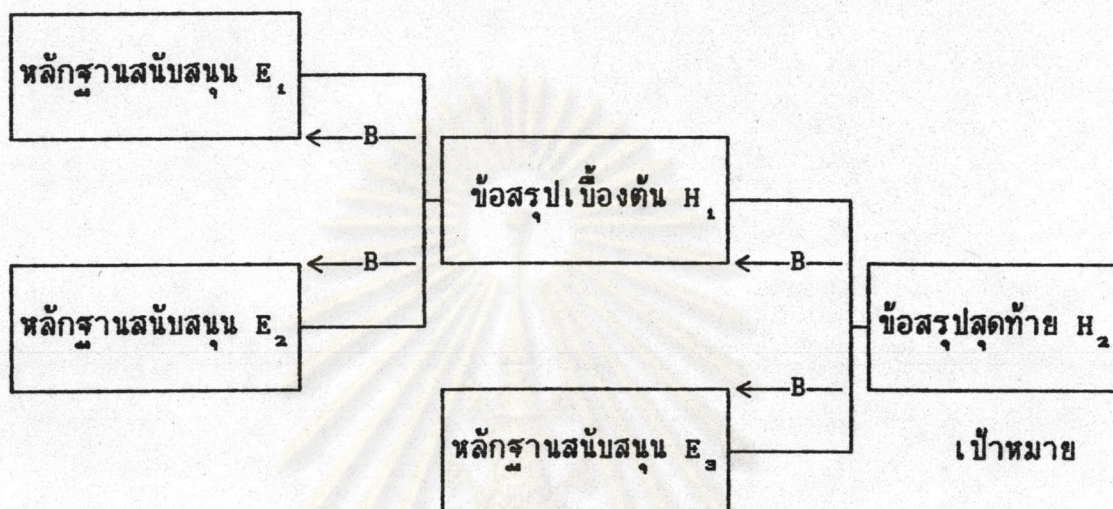 หลักฐานสนับสนุน E₁
B
ข้อสรุปเบื้องต้น H₁
B
B
หลักฐานสนับสนุน E₂
ข้อสรุปสุดท้าย H₂
B
หลักฐานสนับสนุน E₃
เป้าหมาย